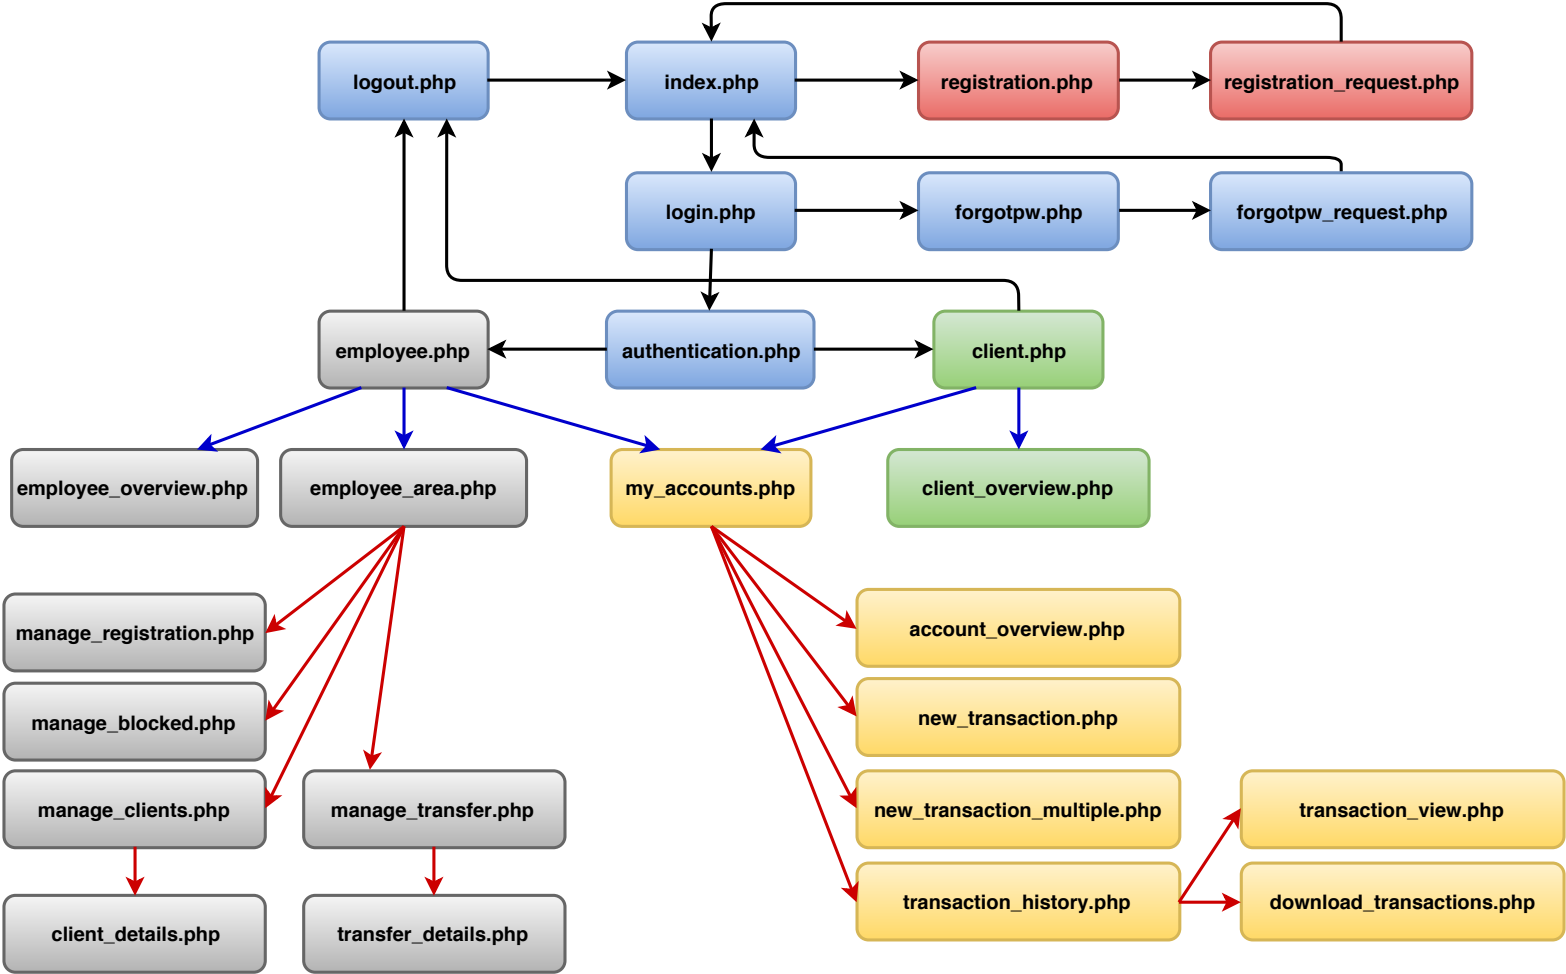 logout.php
index.php
registration.php
registration_request.php
login.php
forgotpw.php
forgotpw_request.php
employee.php
authentication.php
client.php
employee_overview.php
employee_area.php
my_accounts.php
client_overview.php
manage_registration.php
account_overview.php
manage_blocked.php
new_transaction.php
manage_clients.php
manage_transfer.php
new_transaction_multiple.php
transaction_view.php
client_details.php
transfer_details.php
transaction_history.php
download_transactions.php